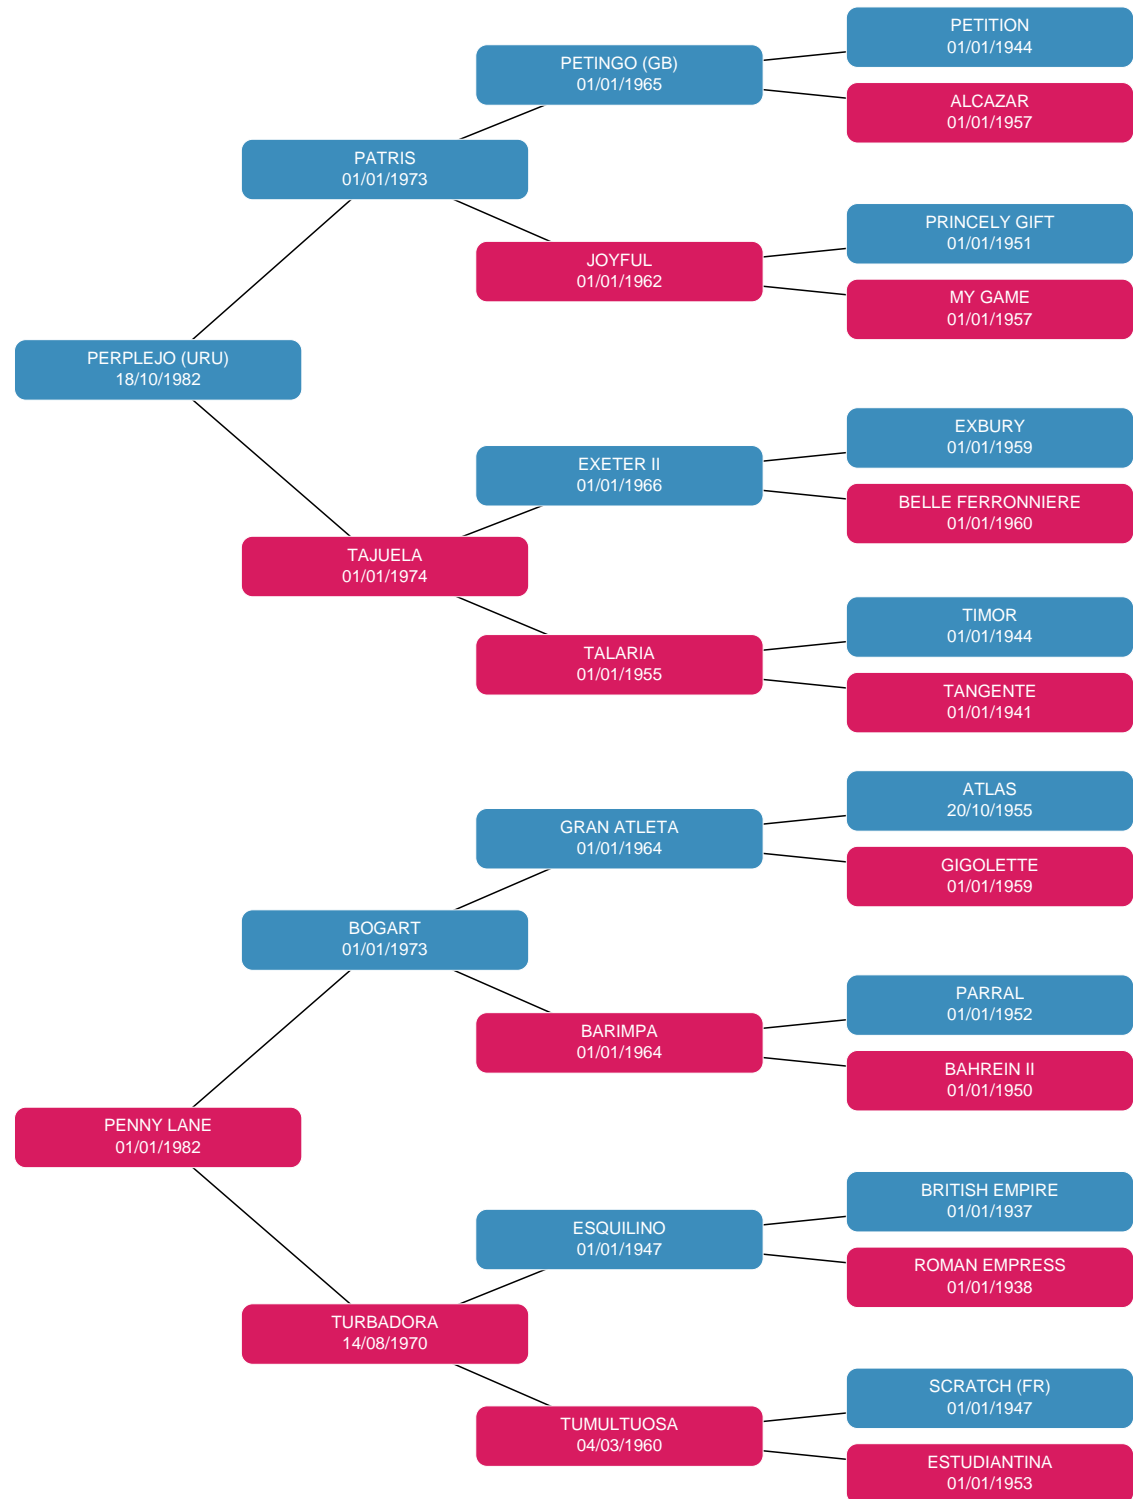 PETITION
01/01/1944
PETINGO (GB)
01/01/1965
ALCAZAR
01/01/1957
PATRIS
01/01/1973
PRINCELY GIFT
01/01/1951
JOYFUL
01/01/1962
MY GAME
01/01/1957
PERPLEJO (URU)
18/10/1982
EXBURY
01/01/1959
EXETER II
01/01/1966
BELLE FERRONNIERE
01/01/1960
TAJUELA
01/01/1974
TIMOR
01/01/1944
TALARIA
01/01/1955
TANGENTE
01/01/1941
ATLAS
20/10/1955
GRAN ATLETA
01/01/1964
GIGOLETTE
01/01/1959
BOGART
01/01/1973
PARRAL
01/01/1952
BARIMPA
01/01/1964
BAHREIN II
01/01/1950
PENNY LANE
01/01/1982
BRITISH EMPIRE
01/01/1937
ESQUILINO
01/01/1947
ROMAN EMPRESS
01/01/1938
TURBADORA
14/08/1970
SCRATCH (FR)
01/01/1947
TUMULTUOSA
04/03/1960
ESTUDIANTINA
01/01/1953